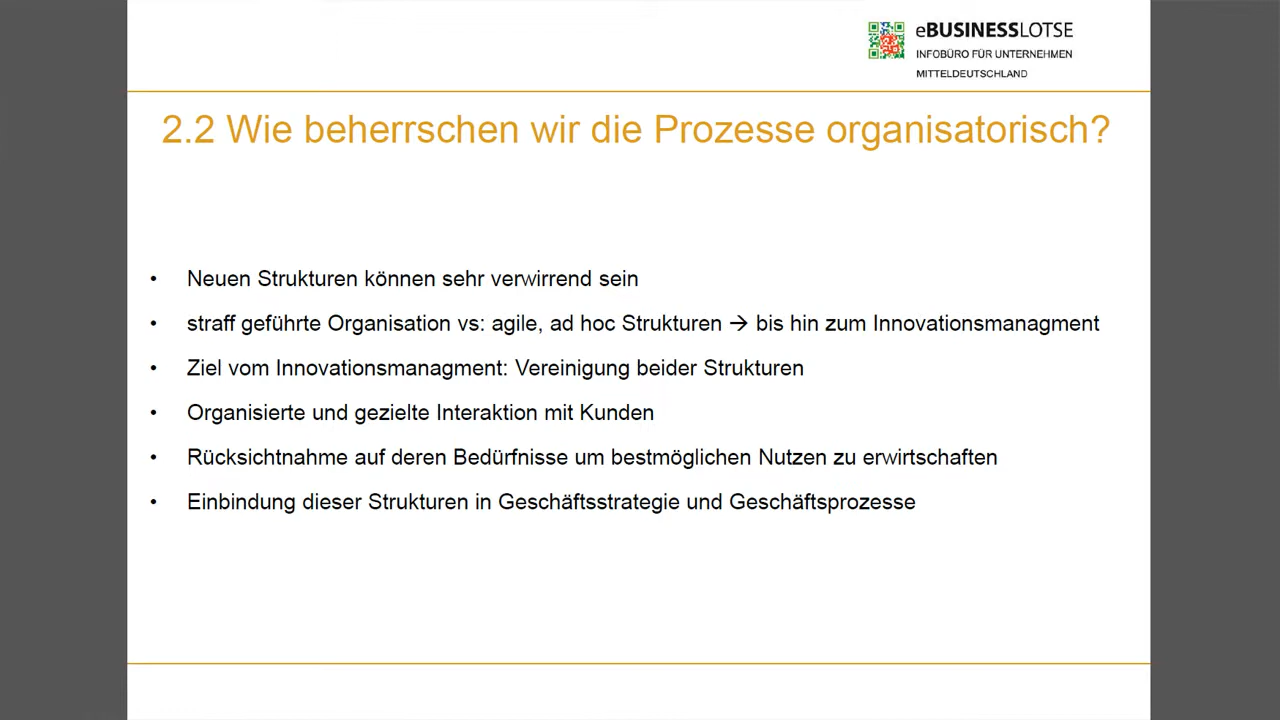 eBUSINESSLOTSE
INFOBÜRO FÜR UNTERNEHMEN
MITTELDEUTSCHLAND
2.2 Wie beherrschen wir die Prozesse organisatorisch?
• Neuen Strukturen können sehr verwirrend sein
• straff geführte Organisation vs: agile, ad hoc Strukturen → bis hin zum Innovationsmanagment
• Ziel vom Innovationsmanagment: Vereinigung beider Strukturen
• Organisierte und gezielte Interaktion mit Kunden
• Rücksichtnahme auf deren Bedürfnisse um bestmöglichen Nutzen zu erwirtschaften
• Einbindung dieser Strukturen in Geschäftsstrategie und Geschäftsprozesse